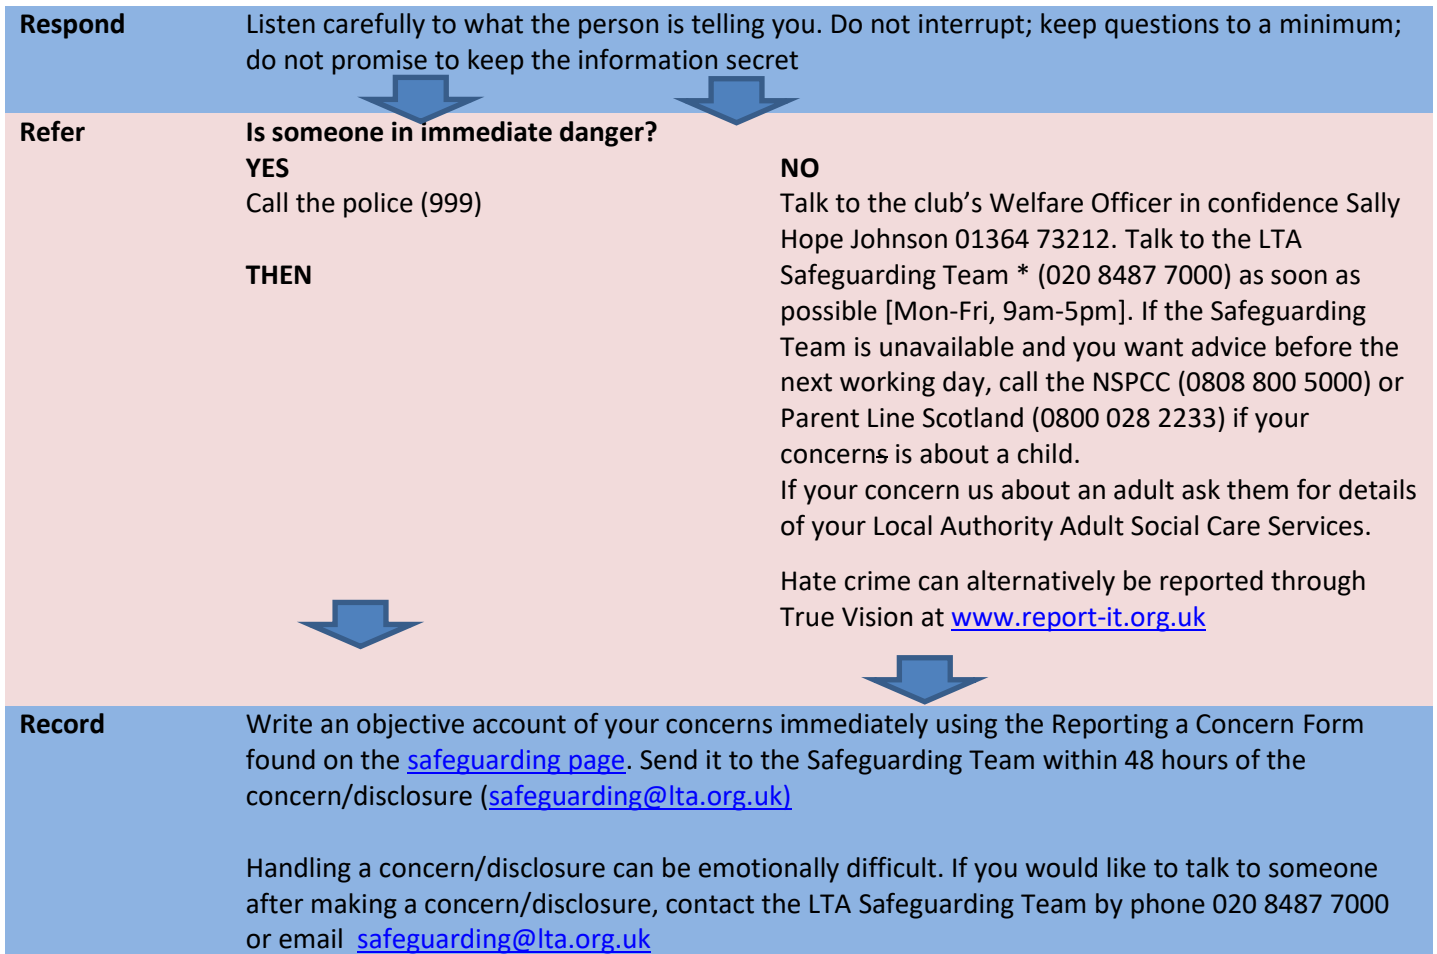 Respond
Listen carefully to what the person is telling you. Do not interrupt; keep questions to a minimum;
do not promise to keep the information secret
Refer
Is someone in immediate danger?
YES
Call the police (999)
THEN
NO
Talk to the club’s Welfare Officer in confidence Sally
Hope Johnson 01364 73212. Talk to the LTA
Safeguarding Team * (020 8487 7000) as soon as
possible [Mon-Fri, 9am-5pm]. If the Safeguarding
Team is unavailable and you want advice before the
next working day, call the NSPCC (0808 800 5000) or
Parent Line Scotland (0800 028 2233) if your
concerns is about a child.
If your concern us about an adult ask them for details
of your Local Authority Adult Social Care Services.
Hate crime can alternatively be reported through
True Vision at www.report-it.org.uk
Record
Write an objective account of your concerns immediately using the Reporting a Concern Form
found on the safeguarding page. Send it to the Safeguarding Team within 48 hours of the
concern/disclosure (safeguarding@lta.org.uk)
Handling a concern/disclosure can be emotionally difficult. If you would like to talk to someone
after making a concern/disclosure, contact the LTA Safeguarding Team by phone 020 8487 7000
or email safeguarding@lta.org.uk